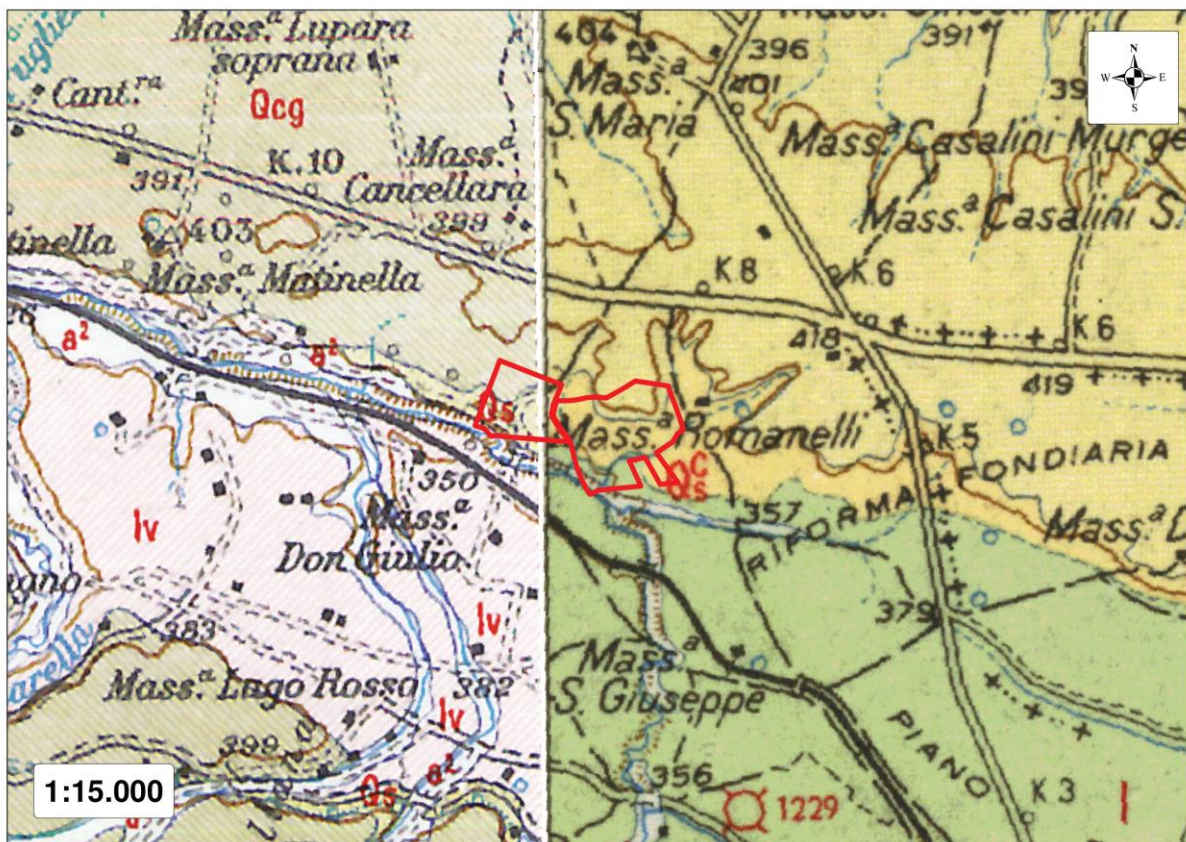 Mass.ᵃ Lupara
soprana
Cant.ʳᵃ
Qcg
391
K.10
Mass.ᵃ
Cancellara
399
403
Mass.ᵃ Matinella
a²
a²
Qs
350
Mass.ᵃ
Don Giulio
lv
lv
383
Mass.ᵃ Lago Rosso
382
lv
399
a²
Qs
1:15.000
404
396
391
N
W
E
S
Mass.ᵃ
S. Maria
401
Mass.ᵃ Casalini Murge
Mass.ᵃ Casalini S.
K 8
K 6
K 6
418
419
Mass.ᵃ Romanelli
K 5
QᶜS
RIFORMA FONDIARIA
357
Mass.ᵃ D
379
Mass.ᵃ
S. Giuseppe
PIANO
356
1229
K 3
l